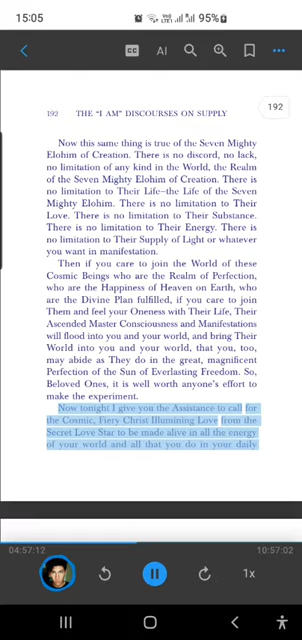 15:05
95%
CC AI
192
192 THE “I AM” DISCOURSES ON SUPPLY
Now this same thing is true of the Seven Mighty
Elohim of Creation. There is no discord, no lack,
no limitation of any kind in the World, the Realm
of the Seven Mighty Elohim of Creation. There is
no limitation to Their Life–the Life of the Seven
Mighty Elohim. There is no limitation to Their
Love. There is no limitation to Their Substance.
There is no limitation to Their Energy. There is
no limitation to Their Supply of Light or whatever
you want in manifestation.
Then if you care to join the World of these
Cosmic Beings who are the Realm of Perfection,
who are the Happiness of Heaven on Earth, who
are the Divine Plan fulfilled, if you care to join
Them and feel your Oneness with Their Life, Their
Ascended Master Consciousness and Manifestations
will flood into you and your world, and bring Their
World into you and your world, that you, too,
may abide as They do in the great, magnificent
Perfection of the Sun of Everlasting Freedom. So,
Beloved Ones, it is well worth anyone's effort to
make the experiment.
Now tonight I give you the Assistance to call for
the Cosmic, Fiery Christ Illumining Love from the
Secret Love Star to be made alive in all the energy
of your world and all that you do in your daily
04:57:12 10:57:02
1x